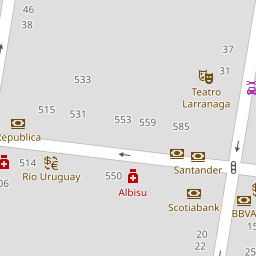 46
38
37
31
533
Teatro
Larranaga
515
531
553
559
585
Republica
514
Rio Uruguay
550
Albisu
Santander
Scotiabank
BBVA
20
22